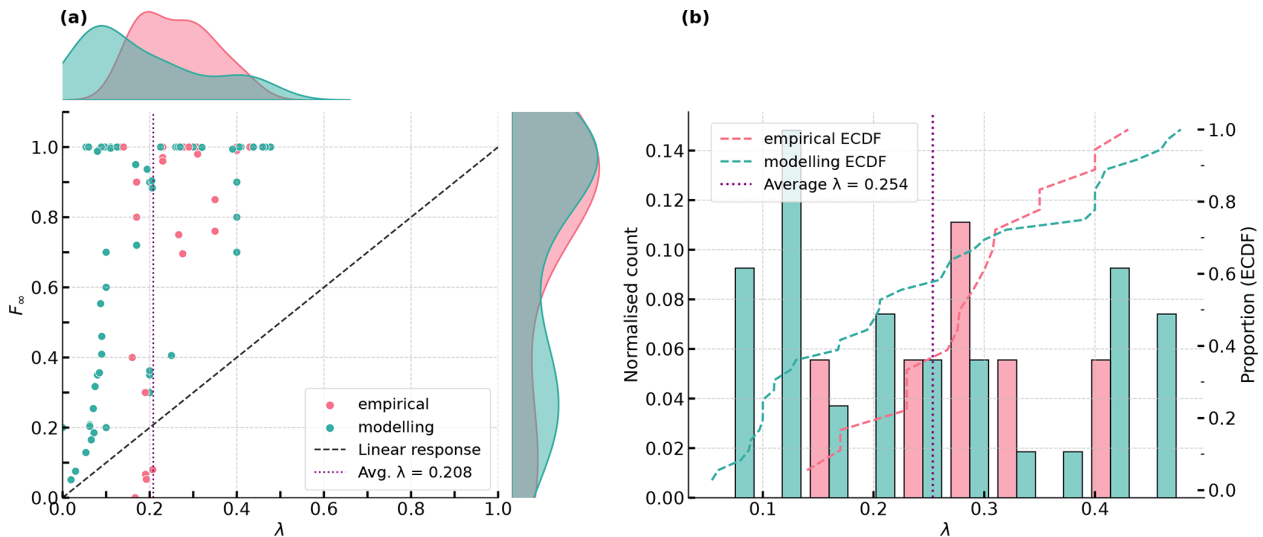 (a)
1.0
0.8
0.6
0.4
0.2
0.0
F∞
0.0
0.2
0.4
0.6
0.8
1.0
λ
empirical
modelling
Linear response
Avg. λ = 0.208
(b)
0.14
0.12
0.10
0.08
0.06
0.04
0.02
0.00
Normalised count
empirical ECDF
modelling ECDF
Average λ = 0.254
0.1
0.2
0.3
0.4
λ
1.0
0.8
0.6
0.4
0.2
0.0
Proportion (ECDF)